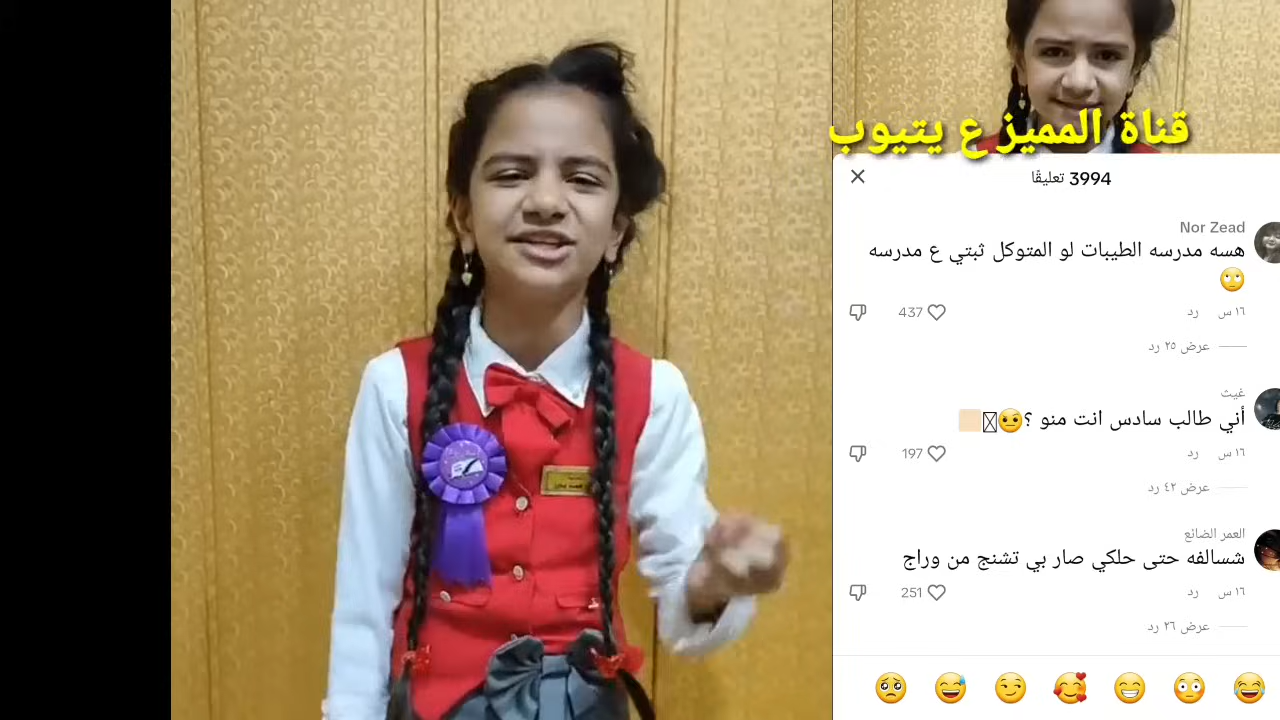 قناة المميز ع يتيوب
3994 تعليقًا
Nor Zead
هسه مدرسه الطيبات لو المتوكل ثبتي ع مدرسه
🙄
١٦ س رد
437
عرض ٢٥ رد
غيث
أني طالب سادس انت منو ؟🤨
١٦ س رد
197
عرض ٤٢ رد
العمر الضائع
شسالفه حتى حلكي صار بي تشنج من وراج
١٦ س رد
251
عرض ٢٦ رد